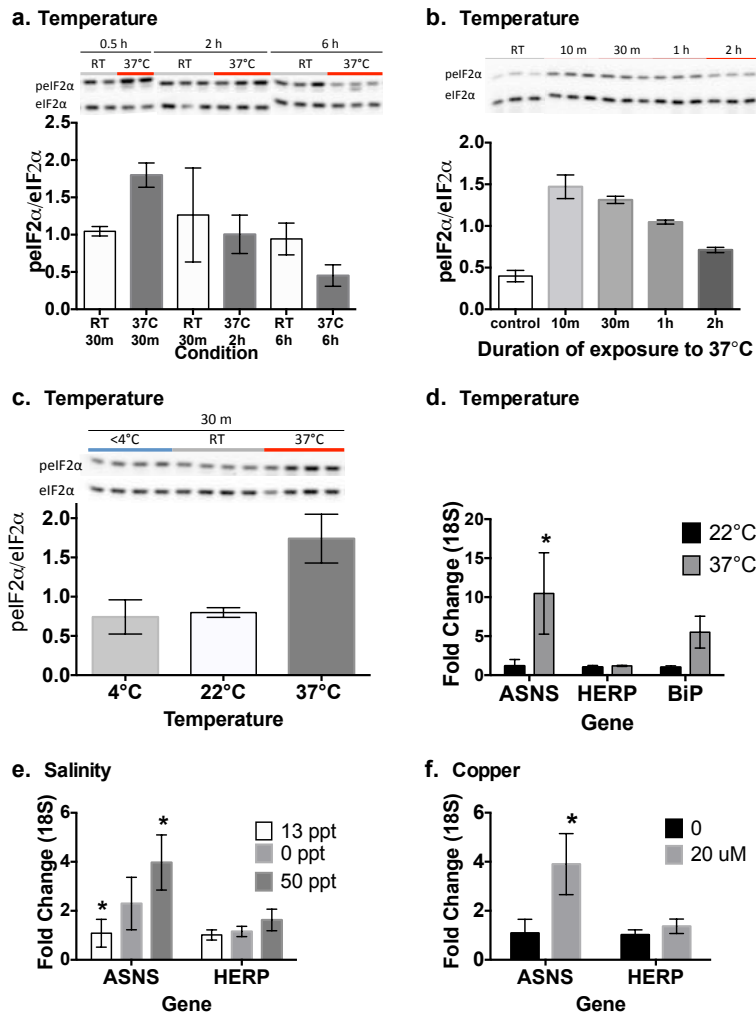 a. Temperature
0.5 h 2 h 6 h
RT 37°C RT 37°C RT 37°C
peIF2α
eIF2α
peIF2α/eIF2α
2.5
2.0
1.5
1.0
0.5
0.0
RT 37C RT 37C RT 37C
30m 30m 30m 2h 6h 6h
Condition
b. Temperature
RT 10 m 30 m 1 h 2 h
peIF2α
eIF2α
peIF2α/eIF2α
2.0
1.5
1.0
0.5
0.0
control 10m 30m 1h 2h
Duration of exposure to 37°C
c. Temperature
30 m
<4°C RT 37°C
peIF2α
eIF2α
peIF2α/eIF2α
2.0
1.5
1.0
0.5
0.0
4°C 22°C 37°C
Temperature
d. Temperature
Fold Change (18S)
20
15
10
5
0
*
22°C
37°C
ASNS HERP BiP
Gene
e. Salinity
Fold Change (18S)
6
4
2
0
*
*
13 ppt
0 ppt
50 ppt
ASNS HERP
Gene
f. Copper
Fold Change (18S)
6
4
2
0
*
0
20 uM
ASNS HERP
Gene